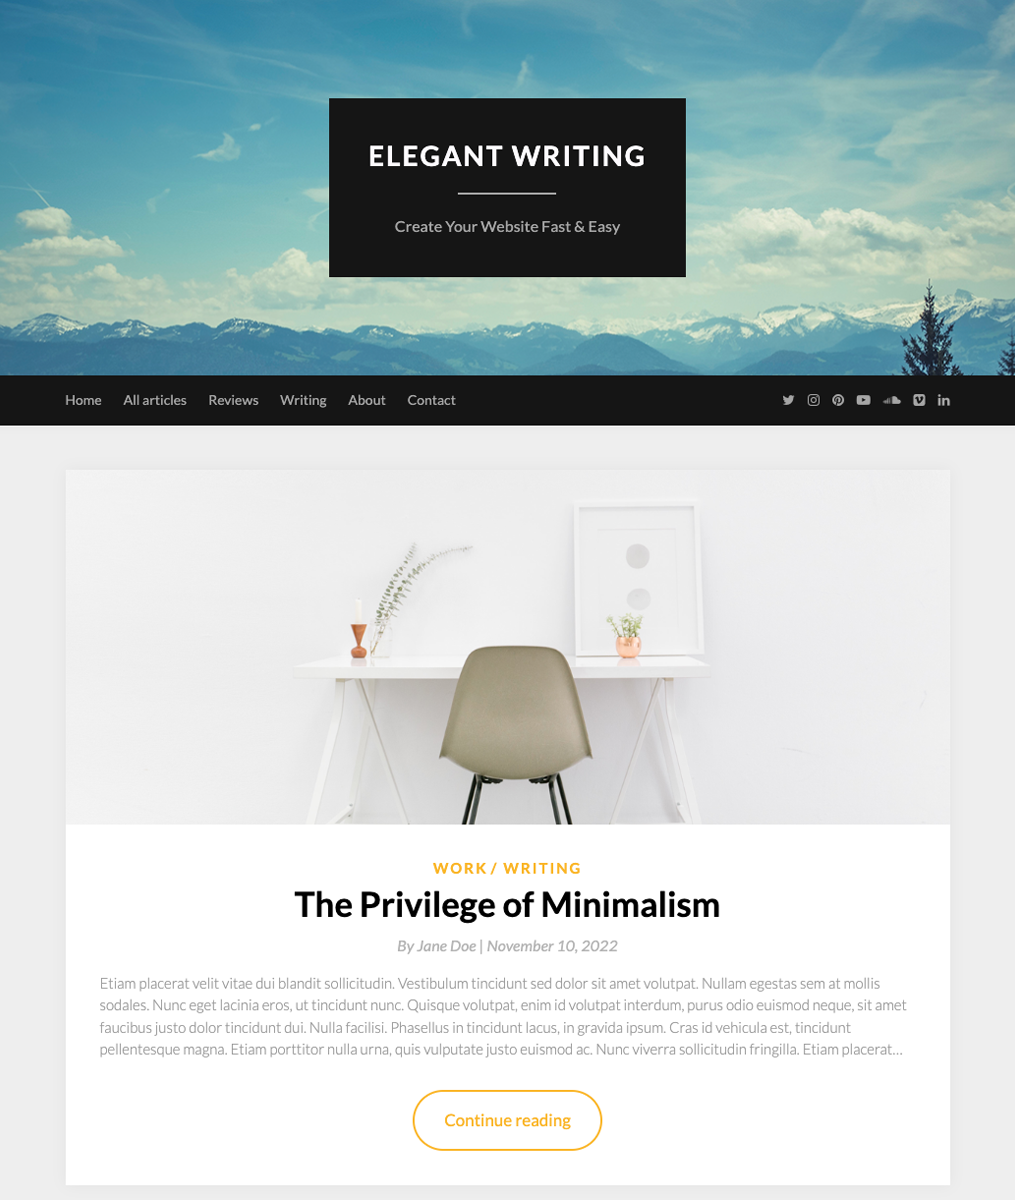 ELEGANT WRITING
Create Your Website Fast & Easy
Home All articles Reviews Writing About Contact
WORK / WRITING
The Privilege of Minimalism
By Jane Doe | November 10, 2022
Etiam placerat velit vitae dui blandit sollicitudin. Vestibulum tincidunt sed dolor sit amet volutpat. Nullam egestas sem at mollis
sodales. Nunc eget lacinia eros, ut tincidunt nunc. Quisque volutpat, enim id volutpat interdum, purus odio euismod neque, sit amet
faucibus justo dolor tincidunt dui. Nulla facilisi. Phasellus in tincidunt lacus, in gravida ipsum. Cras id vehicula est, tincidunt
pellentesque magna. Etiam porttitor nulla urna, quis vulputate justo euismod ac. Nunc viverra sollicitudin fringilla. Etiam placerat…
Continue reading